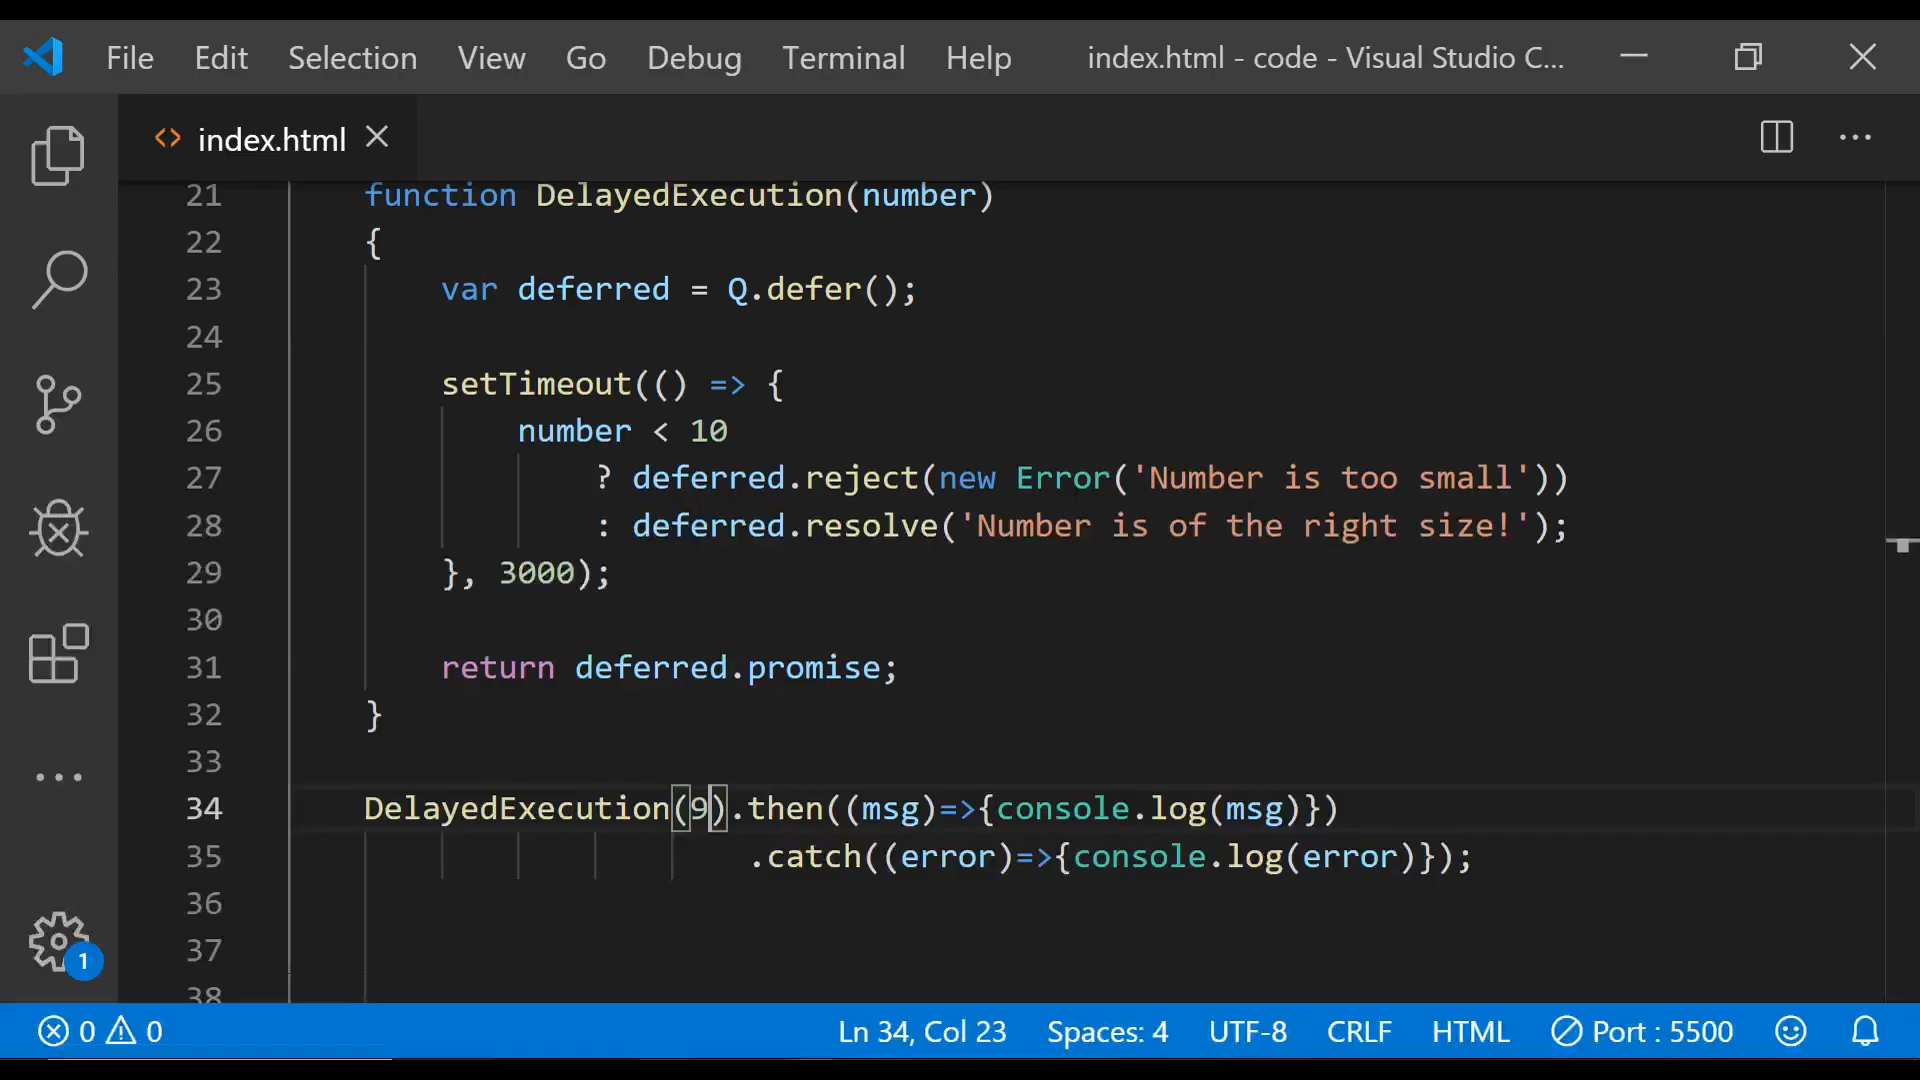 File Edit Selection View Go Debug Terminal Help index.html - code - Visual Studio C...
index.html
21 function DelayedExecution(number)
22 {
23 var deferred = Q.defer();
24
25 setTimeout(() => {
26 number < 10
27 ? deferred.reject(new Error('Number is too small'))
28 : deferred.resolve('Number is of the right size!');
29 }, 3000);
30
31 return deferred.promise;
32 }
33
34 DelayedExecution(9).then((msg)=>{console.log(msg)})
35 .catch((error)=>{console.log(error)});
36
37
38
1
0 0 Ln 34, Col 23 Spaces: 4 UTF-8 CRLF HTML Port : 5500